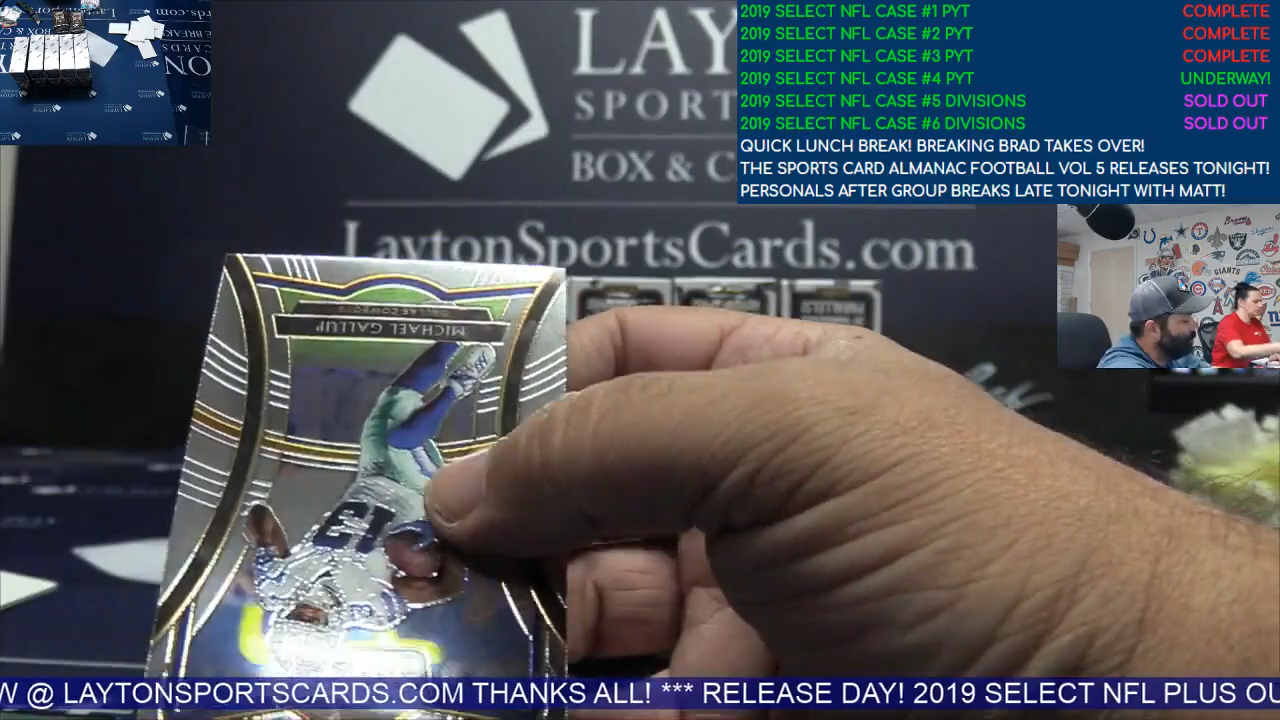 2019 SELECT NFL CASE #1 PYT COMPLETE
2019 SELECT NFL CASE #2 PYT COMPLETE
2019 SELECT NFL CASE #3 PYT COMPLETE
2019 SELECT NFL CASE #4 PYT UNDERWAY!
2019 SELECT NFL CASE #5 DIVISIONS SOLD OUT
2019 SELECT NFL CASE #6 DIVISIONS SOLD OUT
QUICK LUNCH BREAK! BREAKING BRAD TAKES OVER!
THE SPORTS CARD ALMANAC FOOTBALL VOL 5 RELEASES TONIGHT!
PERSONALS AFTER GROUP BREAKS LATE TONIGHT WITH MATT!
LAY
SPORT
BOX & C
LaytonSportsCards.com
DALLAS COWBOYS
MICHAEL GALLUP
13
GIANTS
W @ LAYTONSPORTSCARDS.COM THANKS ALL! *** RELEASE DAY! 2019 SELECT NFL PLUS OU